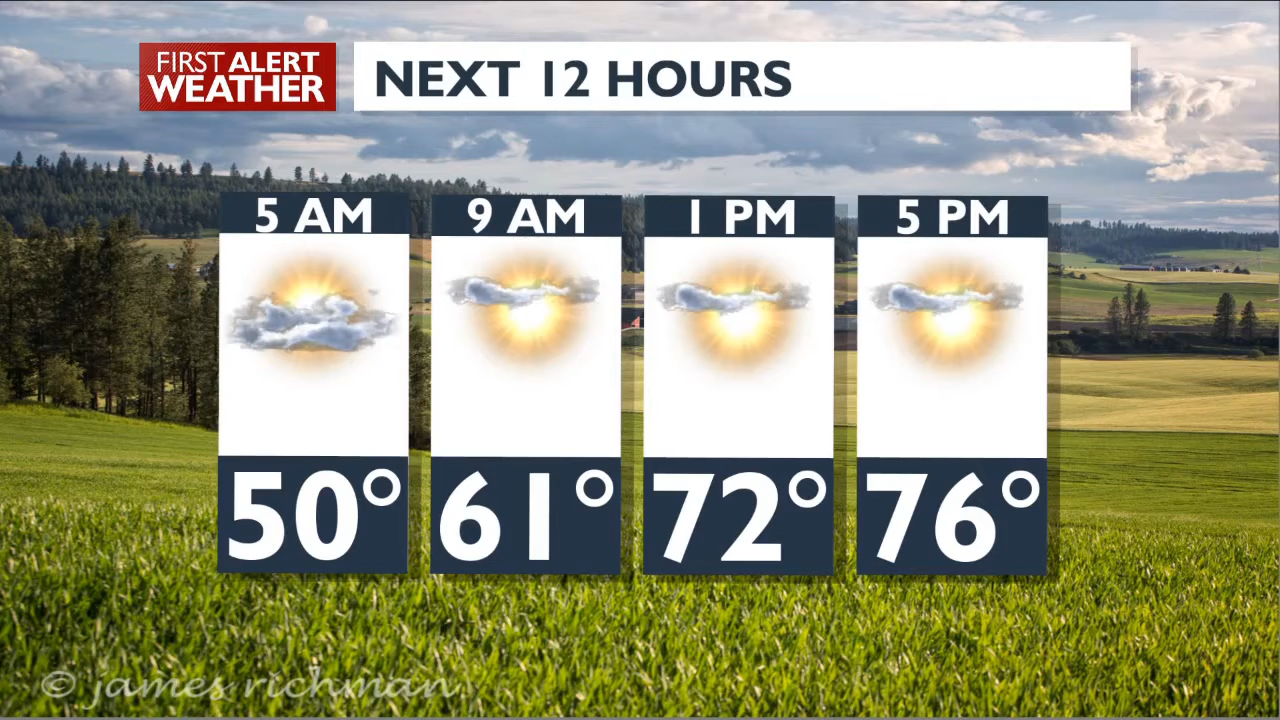 FIRST ALERT
WEATHER
NEXT 12 HOURS
5 AM
9 AM
1 PM
5 PM
50°
61°
72°
76°
© james richman